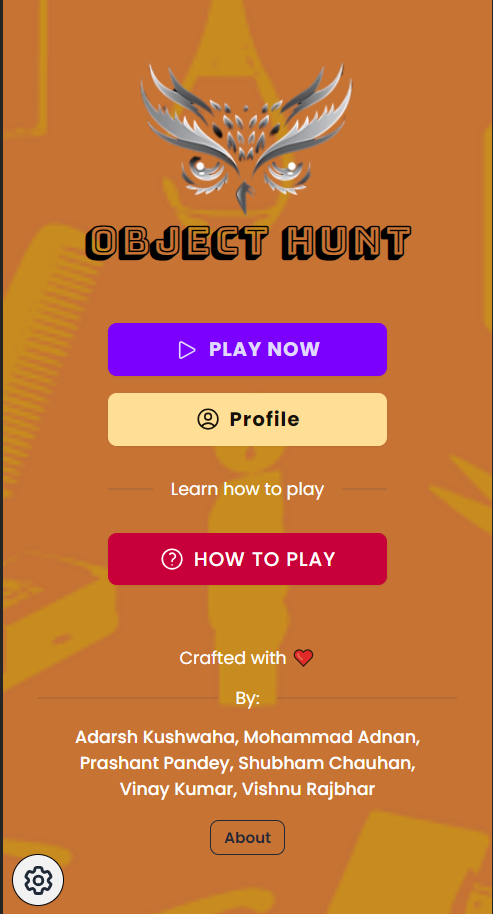 OBJECT HUNT
PLAY NOW
Profile
Learn how to play
HOW TO PLAY
Crafted with
By:
Adarsh Kushwaha, Mohammad Adnan,
Prashant Pandey, Shubham Chauhan,
Vinay Kumar, Vishnu Rajbhar
About